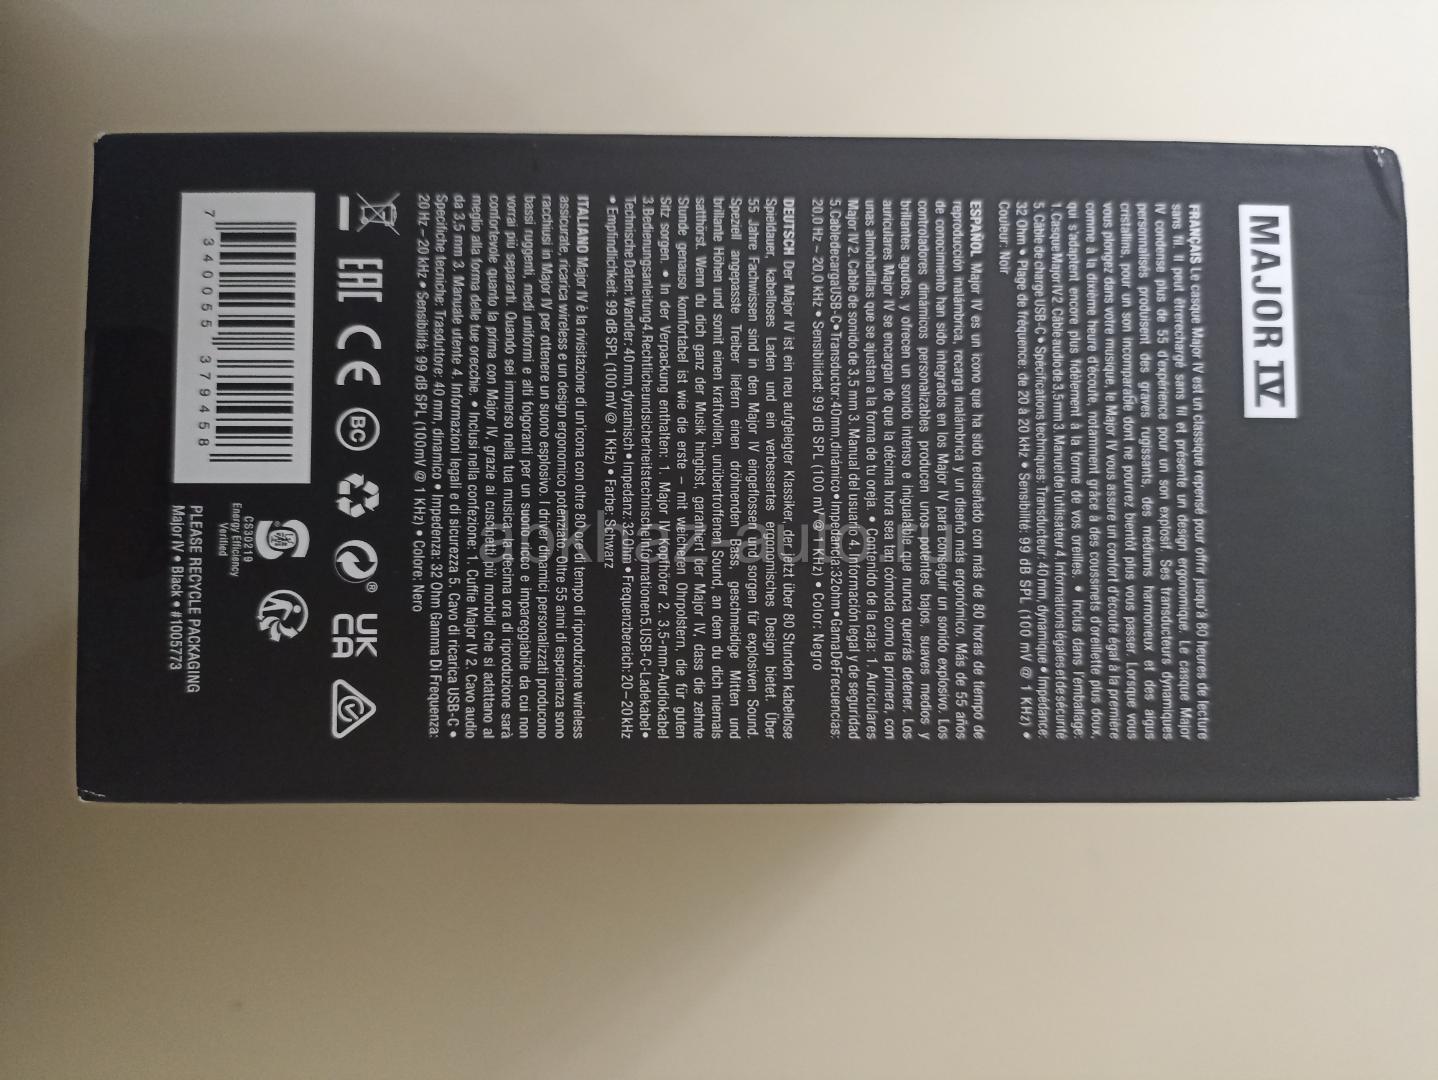 MAJOR IV
FRANÇAIS Le casque Major IV est un classique repensé pour offrir jusqu'à 80 heures de lecture
sans fil. Il peut être rechargé sans fil et présente un design ergonomique. Le casque Major
IV condense plus de 55 d'expérience pour un son explosif. Ses transducteurs dynamiques
personnalisés produisent des graves rugissants, des médiums harmonieux et des aigus
cristallins, pour un son incomparable dont ne pourrez bientôt plus vous passer. Lorsque vous
vous plongez dans votre musique, le Major IV vous assure un confort d'écoute égal à la première
comme à la dixième heure d'écoute, notamment grâce à des coussinets d'oreillette plus doux,
qui s'adaptent encore plus fidèlement à la forme de vos oreilles. • Inclus dans l'emballage:
1. Casque Major IV 2. Câble audio de 3,5 mm 3. Manuel de l'utilisateur 4. Informations légales et de sécurité
5. Câble de charge USB-C • Spécifications techniques: Transducteur: 40 mm, dynamique • Impédance:
32 Ohm • Plage de fréquence: de 20 à 20 kHz • Sensibilité: 99 dB SPL (100 mV @ 1 KHz) •
Couleur: Noir
ESPAÑOL Major IV es un icono que ha sido rediseñado con más de 80 horas de tiempo de
reproducción inalámbrica, recarga inalámbrica y un diseño más ergonómico. Más de 55 años
de conocimiento han sido integrados en los Major IV para conseguir un sonido explosivo. Los
controladores dinámicos personalizables producen unos potentes bajos, suaves medios y
brillantes agudos, y ofrecen un sonido intenso e inigualable que nunca querrás detener. Los
auriculares Major IV se encargan de que la décima hora sea tan cómoda como la primera, con
unas almohadillas que se ajustan a la forma de tu oreja. • Contenido de la caja: 1. Auriculares
Major IV 2. Cable de sonido de 3,5 mm 3. Manual del usuario 4. Información legal y de seguridad
5. Cable de carga USB-C • Transductor: 40mm, dinámico • Impedancia: 32 ohm • Gama De Frecuencias:
20.0 Hz – 20.0 kHz • Sensibilidad: 99 dB SPL (100 mV @ 1 KHz) • Color: Negro
DEUTSCH Der Major IV ist ein neu aufgelegter Klassiker, der jetzt über 80 Stunden kabellose
Spieldauer, kabelloses Laden und ein verbessertes ergonomisches Design bietet. Über
55 Jahre Fachwissen sind in den Major IV eingeflossen und sorgen für explosiven Sound.
Speziell angepasste Treiber liefern einen dröhnenden Bass, geschmeidige Mitten und
brillante Höhen und somit einen kraftvollen, unübertroffenen Sound, an dem du dich niemals
satthörst. Wenn du dich ganz der Musik hingibst, garantiert der Major IV, dass die zehnte
Stunde genauso komfortabel ist wie die erste – mit weichen Ohrpolstern, die für guten
Sitz sorgen. • In der Verpackung enthalten: 1. Major IV Kopfhörer 2. 3,5-mm-Audiokabel
3. Bedienungsanleitung 4. Rechtliche und sicherheitstechnische Informationen 5. USB-C-Ladekabel •
Technische Daten: Wandler: 40 mm, dynamisch • Impedanz: 32 Ohm • Frequenzbereich: 20–20 kHz
• Empfindlichkeit: 99 dB SPL (100 mV @ 1 KHz) • Farbe: Schwarz
ITALIANO Major IV è la rivisitazione di un'icona con oltre 80 ore di tempo di riproduzione wireless
assicurate, ricarica wireless e un design ergonomico potenziato. Oltre 55 anni di esperienza sono
racchiusi in Major IV per ottenere un suono esplosivo. I driver dinamici personalizzati producono
bassi ruggenti, medi uniformi e alti folgoranti per un suono ricco e impareggiabile da cui non
vorrai più separarti. Quando sei immerso nella tua musica, la decima ora di riproduzione sarà
confortevole quanto la prima con Major IV, grazie ai cuscinetti più morbidi che si adattano al
meglio alla forma delle tue orecchie. • Inclusi nella confezione: 1. Cuffie Major IV 2. Cavo audio
da 3,5 mm 3. Manuale utente 4. Informazioni legali e di sicurezza 5. Cavo di ricarica USB-C •
Specifiche tecniche: Trasduttore: 40 mm, dinamico • Impedenza: 32 Ohm Gamma Di Frequenza:
20 Hz – 20 kHz • Sensibilità: 99 dB SPL (100mV @ 1 KHz) • Colore: Nero
EAC CE BC ® UK CA
7 340055 379458
CS30219
Energy Efficiency
Verified
PLEASE RECYCLE PACKAGING
Major IV • Black • #1005773